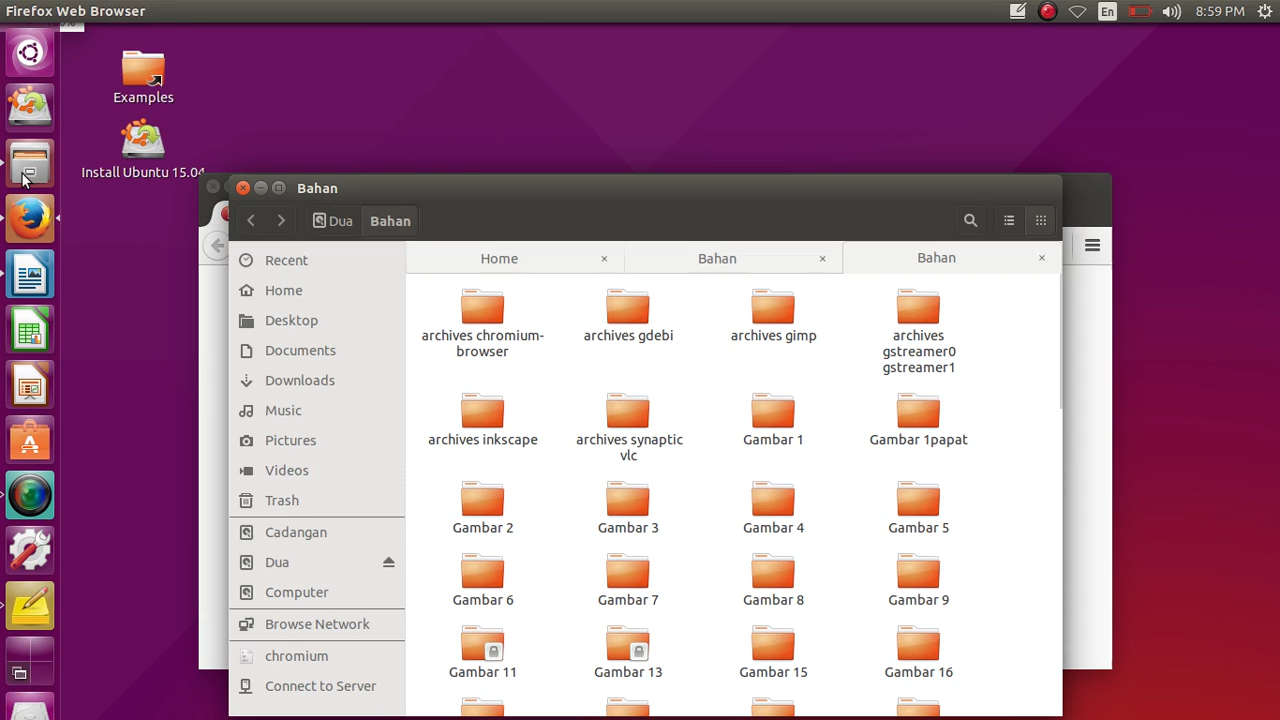 Firefox Web Browser
En
8:59 PM
Examples
Install Ubuntu 15.04
Bahan
Dua
Bahan
Home
Bahan
Bahan
Recent
Home
Desktop
Documents
Downloads
Music
Pictures
Videos
Trash
Cadangan
Dua
Computer
Browse Network
chromium
Connect to Server
archives chromium-
browser
archives gdebi
archives gimp
archives
gstreamer0
gstreamer1
archives inkscape
archives synaptic
vlc
Gambar 1
Gambar 1papat
Gambar 2
Gambar 3
Gambar 4
Gambar 5
Gambar 6
Gambar 7
Gambar 8
Gambar 9
Gambar 11
Gambar 13
Gambar 15
Gambar 16